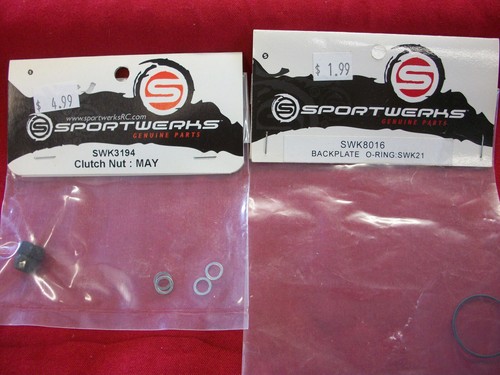 $ 4.99
www.sportwerksRC.com
SPORTWERKS
GENUINE PARTS
SWK3194
Clutch Nut : MAY
$ 1.99
SPORTWERKS
GENUINE PARTS
SWK8016
BACKPLATE O-RING:SWK21